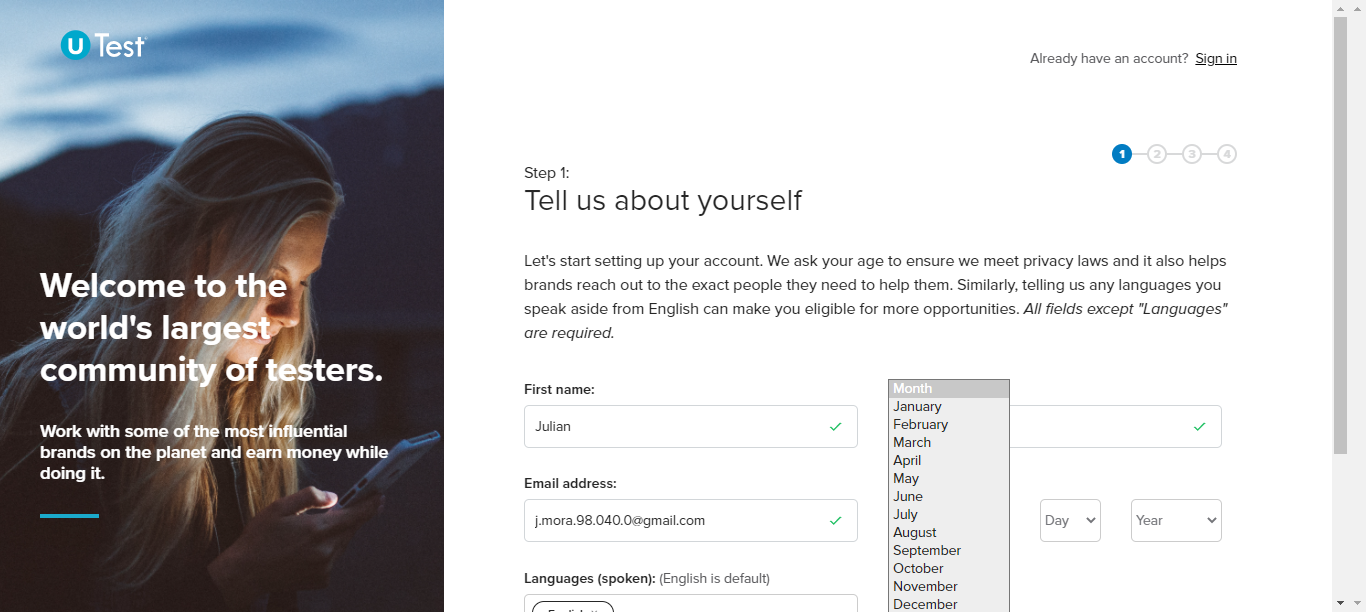 U Test
Already have an account? Sign in
1 2 3 4
Step 1:
Tell us about yourself
Let's start setting up your account. We ask your age to ensure we meet privacy laws and it also helps
brands reach out to the exact people they need to help them. Similarly, telling us any languages you
speak aside from English can make you eligible for more opportunities. All fields except "Languages"
are required.
Welcome to the
world's largest
community of testers.
Work with some of the most influential
brands on the planet and earn money while
doing it.
First name:
Julian
Email address:
j.mora.98.040.0@gmail.com
Month
January
February
March
April
May
June
July
August
September
October
November
December
Day
Year
Languages (spoken): (English is default)